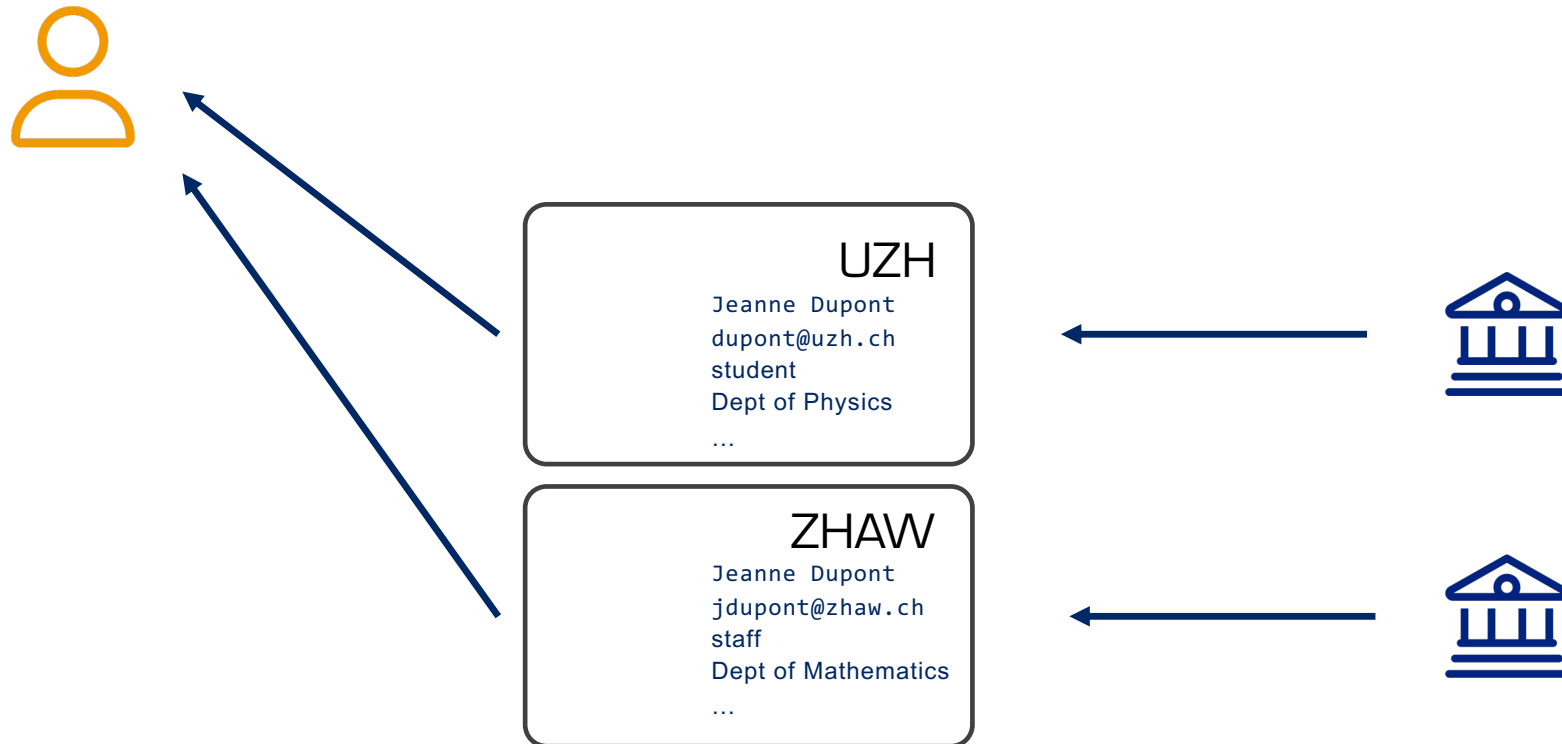 UZH
Jeanne Dupont
dupont@uzh.ch
student
Dept of Physics
…
ZHAW
Jeanne Dupont
jdupont@zhaw.ch
staff
Dept of Mathematics
…